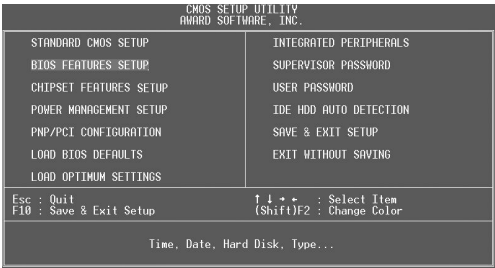 CMOS SETUP UTILITY
AWARD SOFTWARE, INC.
STANDARD CMOS SETUP
BIOS FEATURES SETUP
CHIPSET FEATURES SETUP
POWER MANAGEMENT SETUP
PNP/PCI CONFIGURATION
LOAD BIOS DEFAULTS
LOAD OPTIMUM SETTINGS
INTEGRATED PERIPHERALS
SUPERVISOR PASSWORD
USER PASSWORD
IDE HDD AUTO DETECTION
SAVE & EXIT SETUP
EXIT WITHOUT SAVING
Esc : Quit
F10 : Save & Exit Setup
↑ ↓ → ← : Select Item
(Shift)F2 : Change Color
Time, Date, Hard Disk, Type...